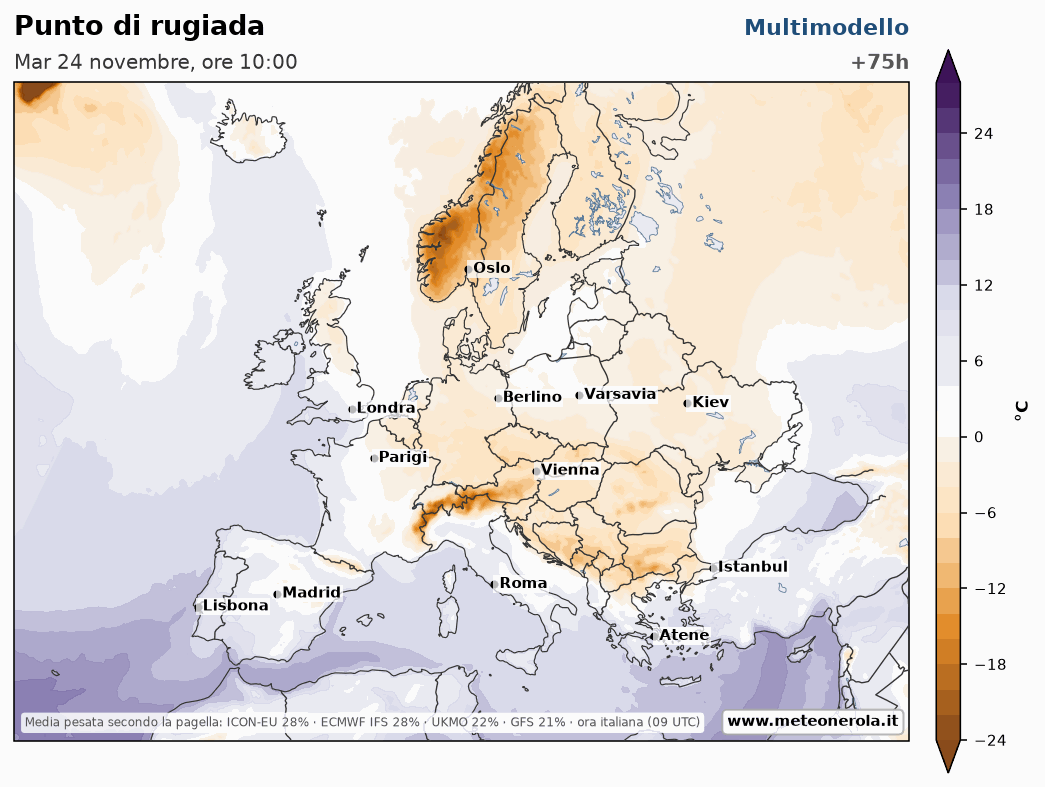 Punto di rugiada
Multimodello
Mar 24 novembre, ore 10:00
+75h
24
18
12
6
0
−6
−12
−18
−24
°C
Oslo
Londra
Berlino
Varsavia
Kiev
Parigi
Vienna
Istanbul
Roma
Madrid
Lisbona
Atene
Media pesata secondo la pagella: ICON-EU 28% · ECMWF IFS 28% · UKMO 22% · GFS 21% · ora italiana (09 UTC)
www.meteonerola.it